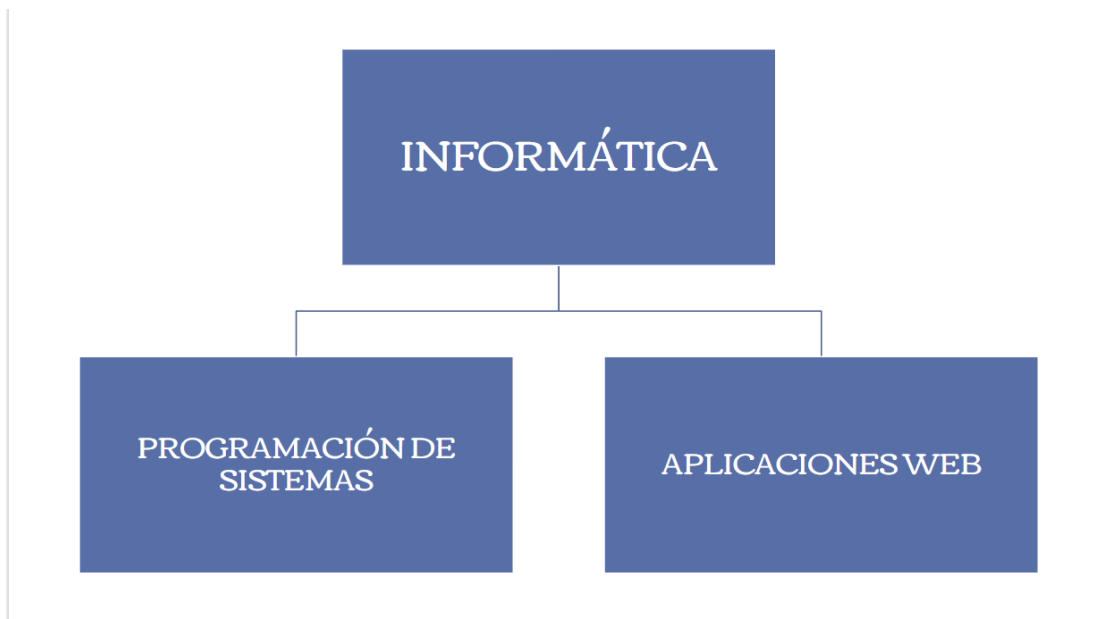 INFORMÁTICA
PROGRAMACIÓN DE
SISTEMAS
APLICACIONES WEB